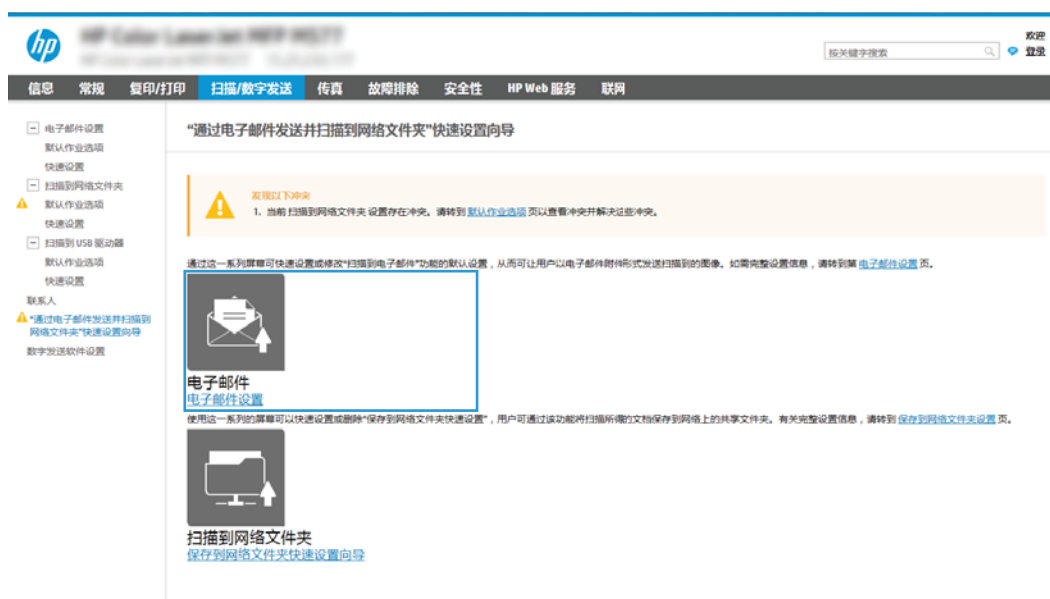 hp
欢迎
按关键字搜索
登录
信息 常规 复印/打印 扫描/数字发送 传真 故障排除 安全性 HP Web 服务 联网
电子邮件设置
默认作业选项
快速设置
扫描到网络文件夹
默认作业选项
快速设置
扫描到 USB 驱动器
默认作业选项
快速设置
联系人
“通过电子邮件发送并扫描到
网络文件夹”快速设置向导
数字发送软件设置
“通过电子邮件发送并扫描到网络文件夹”快速设置向导
发现以下冲突
1. 当前 扫描到网络文件夹 设置存在冲突。请转到 默认作业选项 页以查看冲突并解决这些冲突。
通过这一系列屏幕可快速设置或修改“扫描到电子邮件”功能的默认设置，从而可让用户以电子邮件附件形式发送扫描到的图像。如需完整设置信息，请转到第 电子邮件设置 页。
电子邮件
电子邮件设置
使用这一系列的屏幕可以快速设置或删除“保存到网络文件夹快速设置”，用户可通过该功能将扫描所得的文档保存到网络上的共享文件夹。有关完整设置信息，请转到 保存到网络文件夹设置 页。
扫描到网络文件夹
保存到网络文件夹快速设置向导